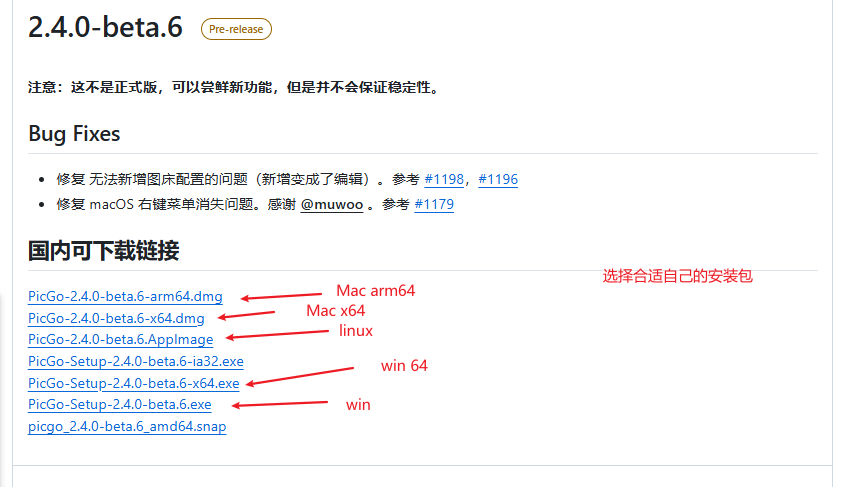 2.4.0-beta.6 Pre-release
注意：这不是正式版，可以尝鲜新功能，但是并不会保证稳定性。
Bug Fixes
修复 无法新增图床配置的问题（新增变成了编辑）。参考 #1198，#1196
修复 macOS 右键菜单消失问题。感谢 @muwoo 。参考 #1179
国内可下载链接
选择合适自己的安装包
PicGo-2.4.0-beta.6-arm64.dmg Mac arm64
PicGo-2.4.0-beta.6-x64.dmg Mac x64
PicGo-2.4.0-beta.6.AppImage linux
PicGo-Setup-2.4.0-beta.6-ia32.exe
PicGo-Setup-2.4.0-beta.6-x64.exe win 64
PicGo-Setup-2.4.0-beta.6.exe win
picgo_2.4.0-beta.6_amd64.snap